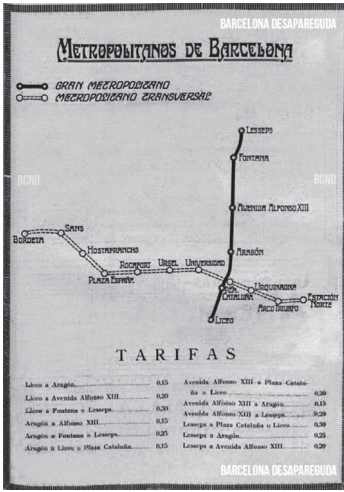 BARCELONA DESAPAREGUDA
METROPOLITANOS DE BARCELONA
GRAN METROPOLITANO
METROPOLITANO TRANSVERSAL
LESSEPS
FONTANA
BCND
BCND
AVENIDA ALFONSO XIII
SANS
BORDETA
HOSTAFRANCHS
ARAGÓN
ROCAFORT
URGEL
UNIVERSIDAD
PLAZA ESPAÑA
PZA.
CATALUÑA
URQUINAONA
ESTACIÓN
NORTE
ARCO TRIUNFO
LICEO
TARIFAS
Liceo a Aragón. 0,15
Liceo a Avenida Alfonso XIII. 0,20
Liceo a Fontana o Lesseps. 0,30
Aragón a Alfonso XIII. 0,15
Aragón a Fontana o Lesseps. 0,25
Aragón a Liceo o Plaza Cataluña. 0,15
Avenida Alfonso XIII a Plaza Catalu-
ña o Liceo. 0,20
Avenida Alfonso XIII a Aragón. 0,15
Avenida Alfonso XIII a Lesseps. 0,20
Lesseps a Plaza Cataluña o Liceo. 0,30
Lesseps a Aragón. 0,25
Lesseps a Avenida Alfonso XIII. 0,20
BARCELONA DESAPAREGUDA